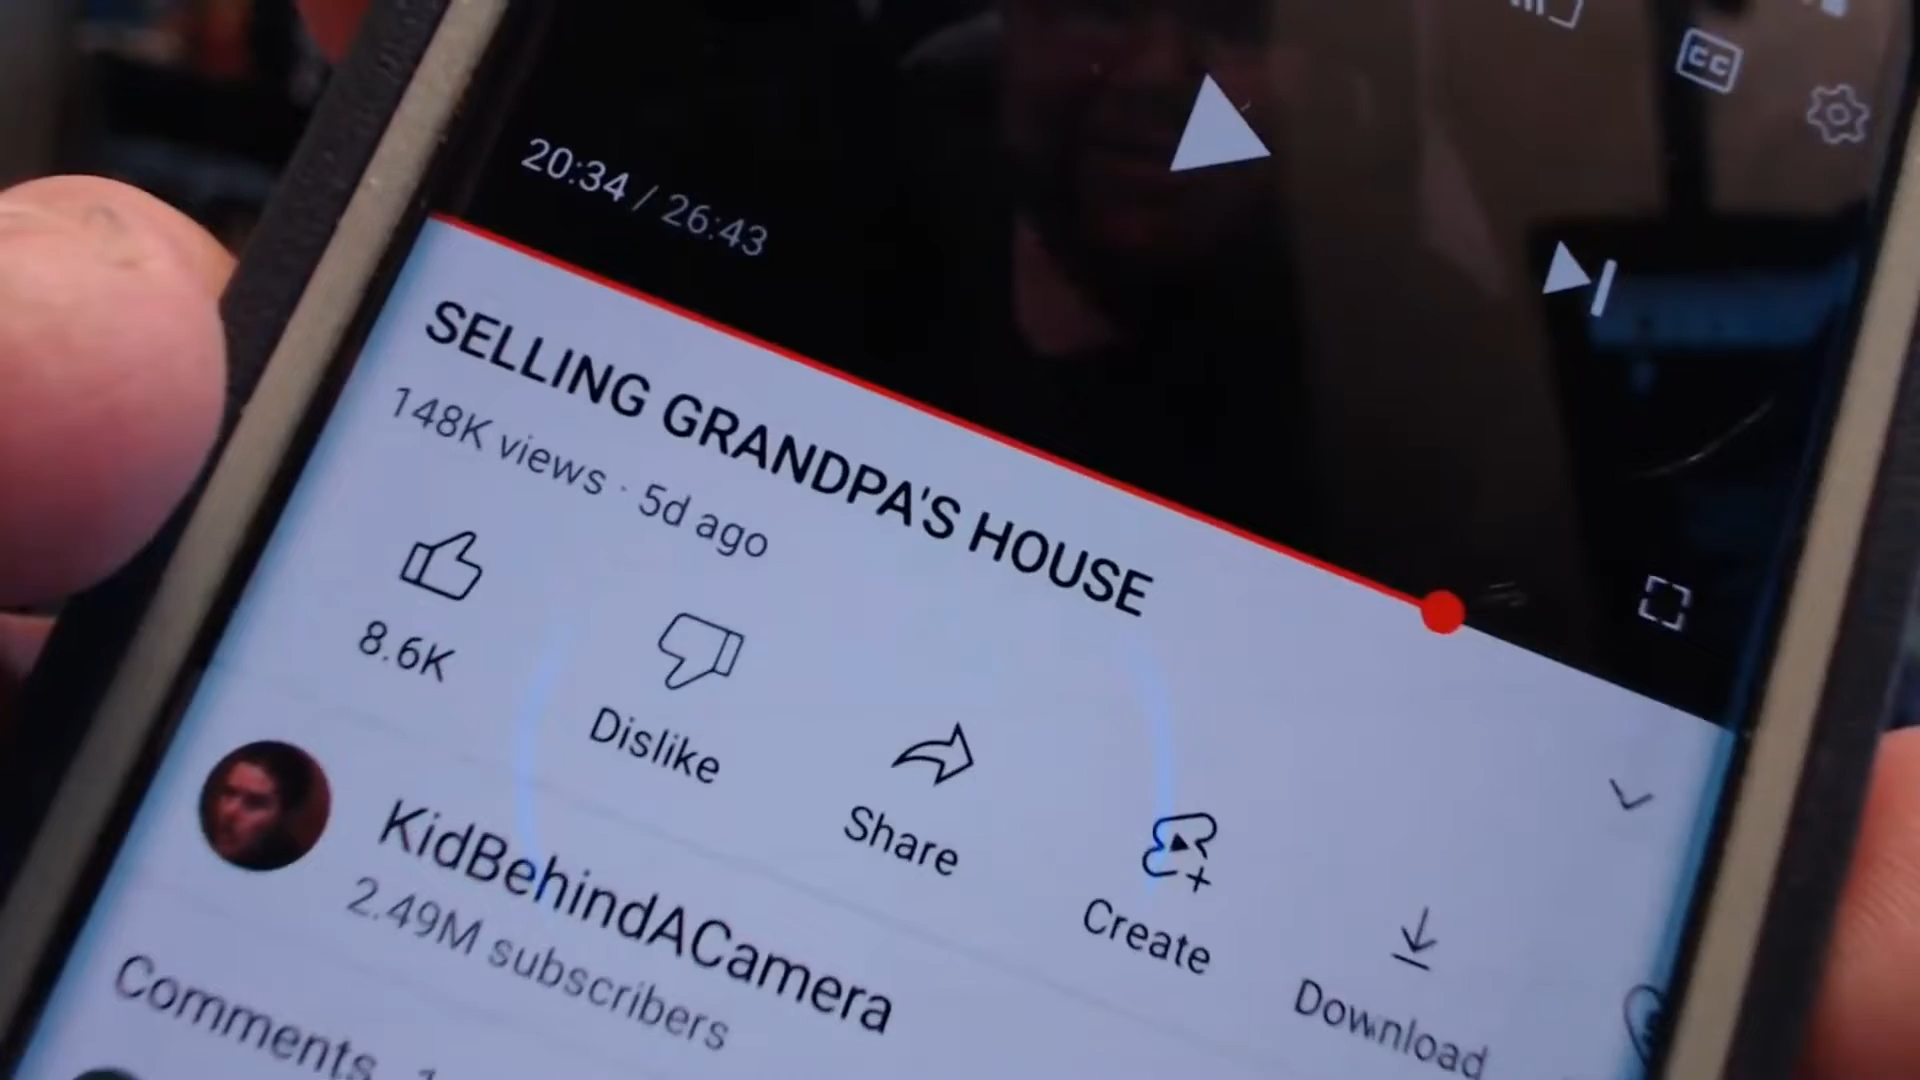 CC
20:34 / 26:43
SELLING GRANDPA'S HOUSE
148K views · 5d ago
8.6K
Dislike
Share
Create
Download
KidBehindACamera
2.49M subscribers
Comments